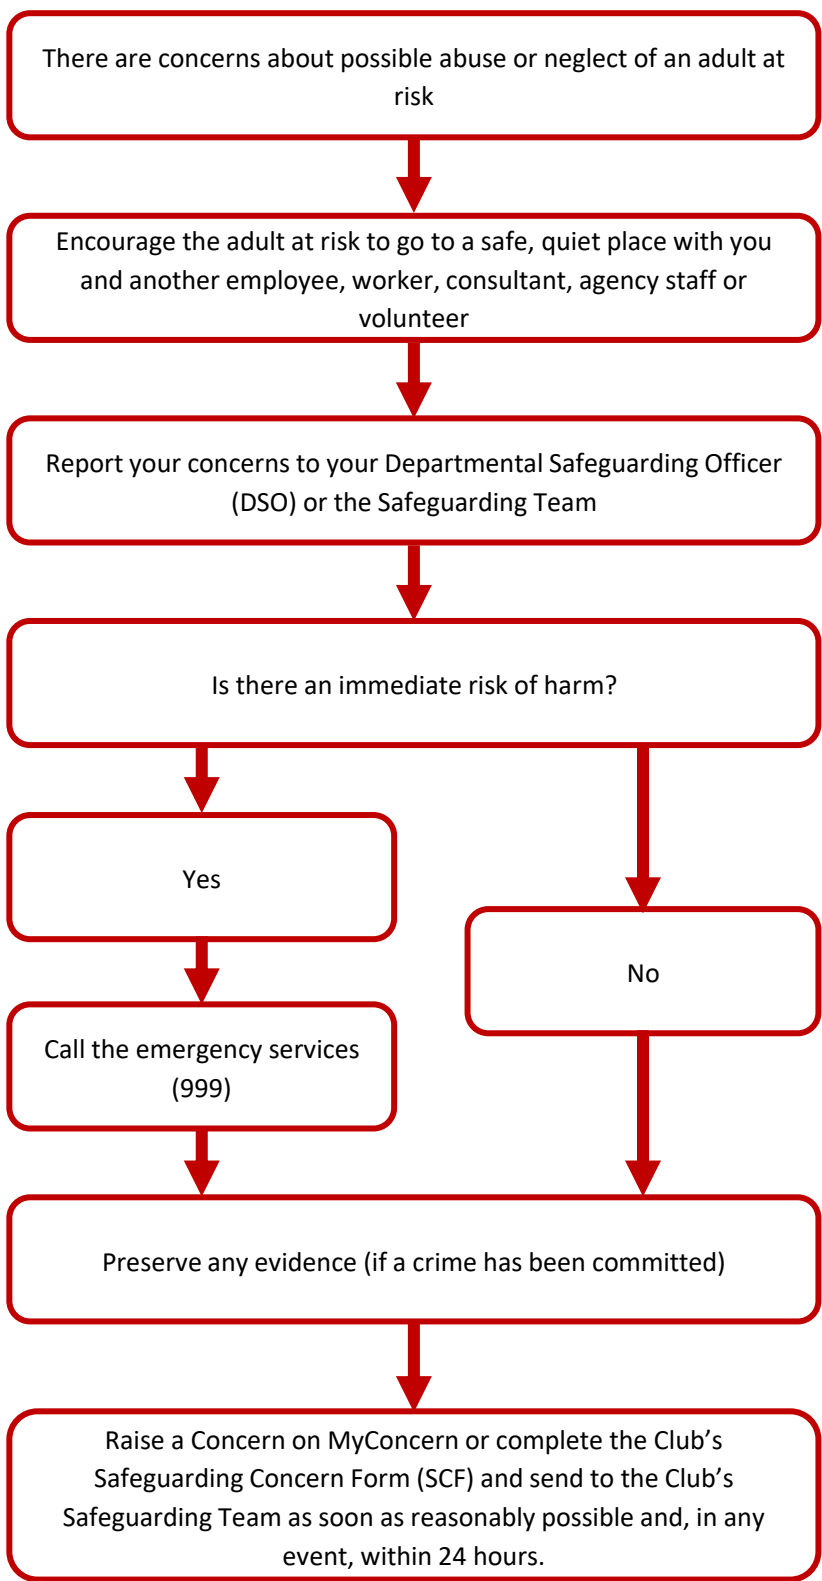 There are concerns about possible abuse or neglect of an adult at
risk
Encourage the adult at risk to go to a safe, quiet place with you
and another employee, worker, consultant, agency staff or
volunteer
Report your concerns to your Departmental Safeguarding Officer
(DSO) or the Safeguarding Team
Is there an immediate risk of harm?
Yes
No
Call the emergency services
(999)
Preserve any evidence (if a crime has been committed)
Raise a Concern on MyConcern or complete the Club’s
Safeguarding Concern Form (SCF) and send to the Club’s
Safeguarding Team as soon as reasonably possible and, in any
event, within 24 hours.